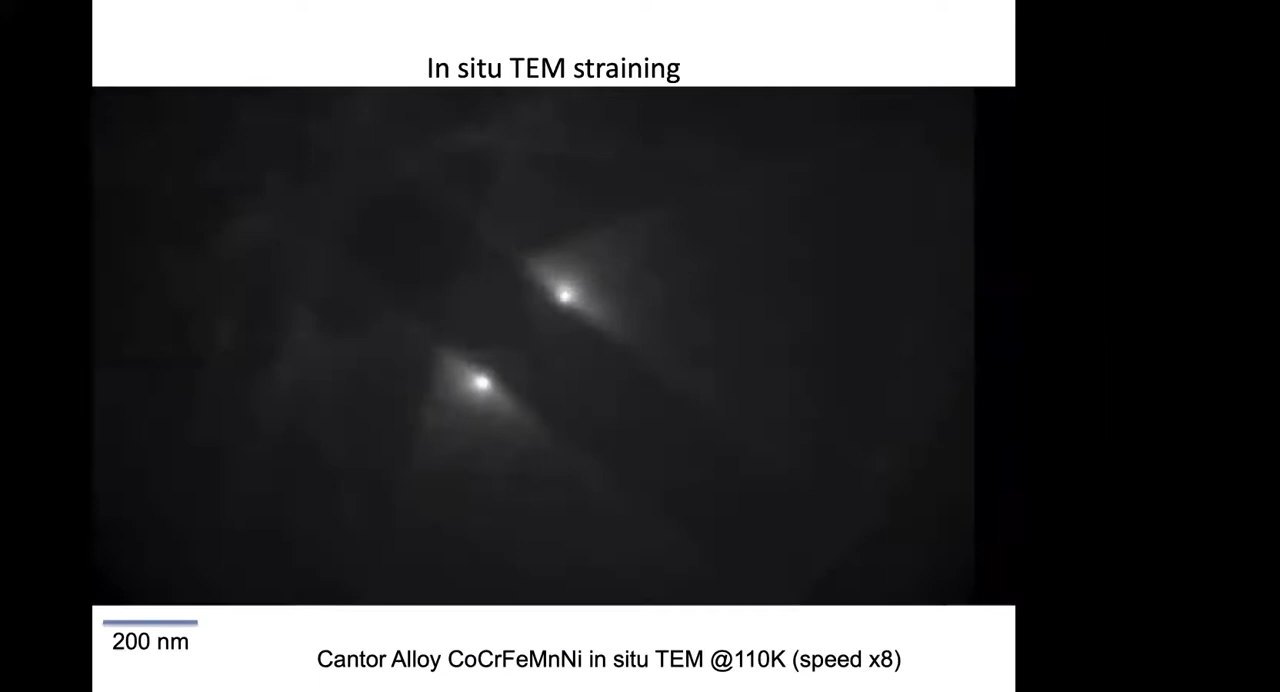 In situ TEM straining
200 nm
Cantor Alloy CoCrFeMnNi in situ TEM @110K (speed x8)